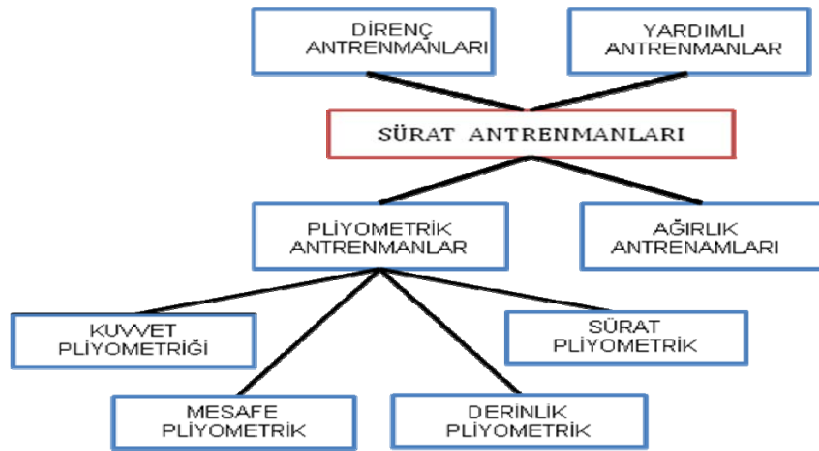 DİRENÇ
ANTRENMANLARI
YARDIMLI
ANTRENMANLAR
SÜRAT ANTRENMANLARI
PLİYOMETRİK
ANTRENMANLAR
AĞIRLIK
ANTRENAMLARI
KUVVET
PLİYOMETRİĞİ
SÜRAT
PLİYOMETRİK
MESAFE
PLİYOMETRİK
DERİNLİK
PLİYOMETRİK